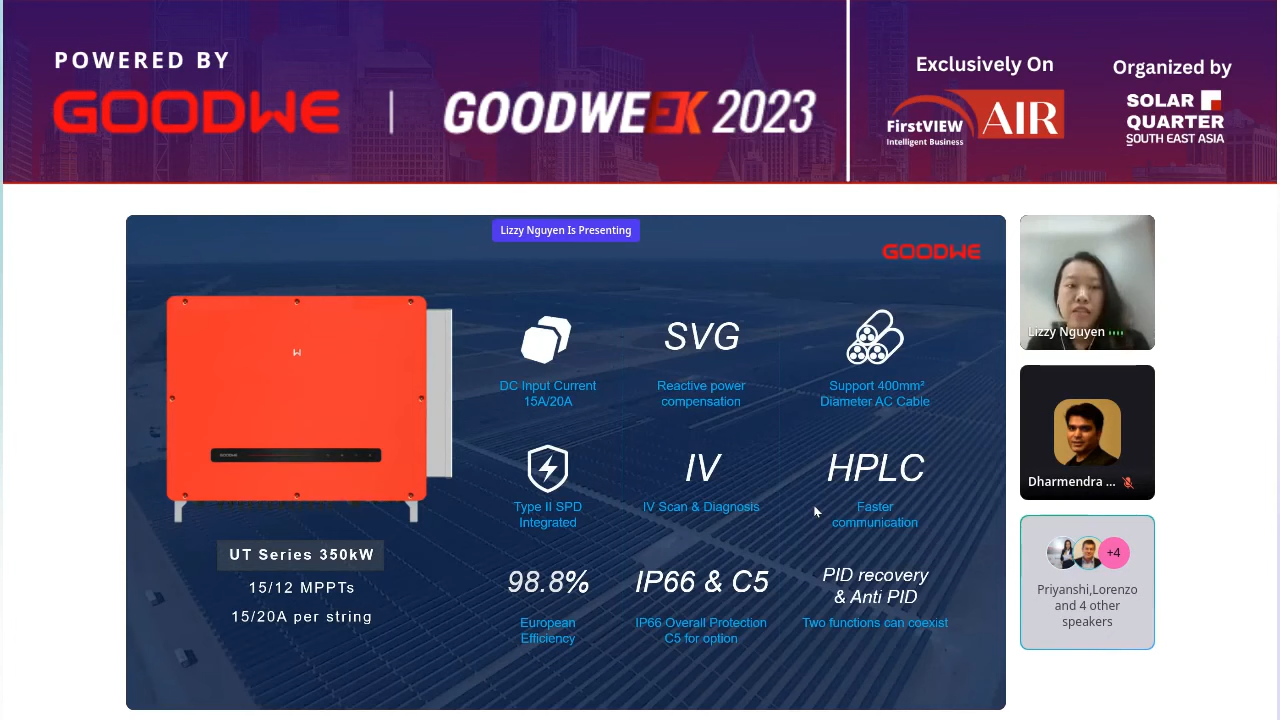 POWERED BY
GOODWE
GOODWEEK 2023
Exclusively On
FirstVIEW
Intelligent Business
AIR
Organized by
SOLAR
QUARTER
SOUTH EAST ASIA
Lizzy Nguyen Is Presenting
GOODWE
DC Input Current
15A/20A
SVG
Reactive power
compensation
Support 400mm²
Diameter AC Cable
Type II SPD
Integrated
IV
IV Scan & Diagnosis
HPLC
Faster
communication
UT Series 350kW
15/12 MPPTs
15/20A per string
98.8%
European
Efficiency
IP66 & C5
IP66 Overall Protection
C5 for option
PID recovery
& Anti PID
Two functions can coexist
Lizzy Nguyen
Dharmendra ...
+4
Priyanshi,Lorenzo
and 4 other
speakers